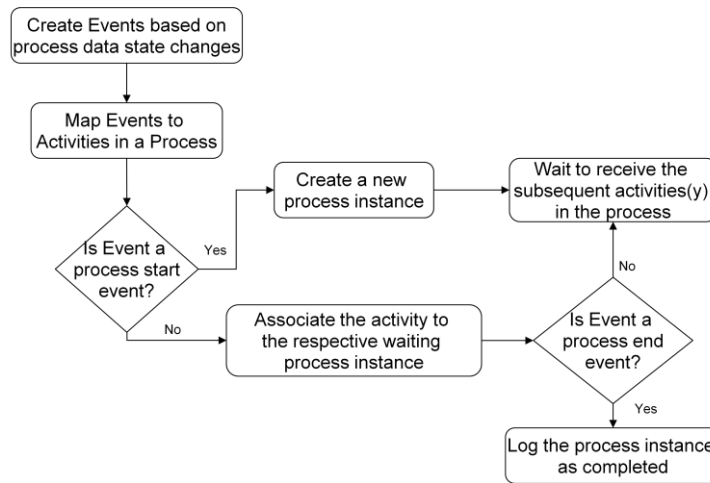 Create Events based on
process data state changes
Map Events to
Activities in a Process
Is Event a
process start
event?
Yes
No
Create a new
process instance
Wait to receive the
subsequent activities(y)
in the process
Associate the activity to
the respective waiting
process instance
Is Event a
process end
event?
No
Yes
Log the process instance
as completed